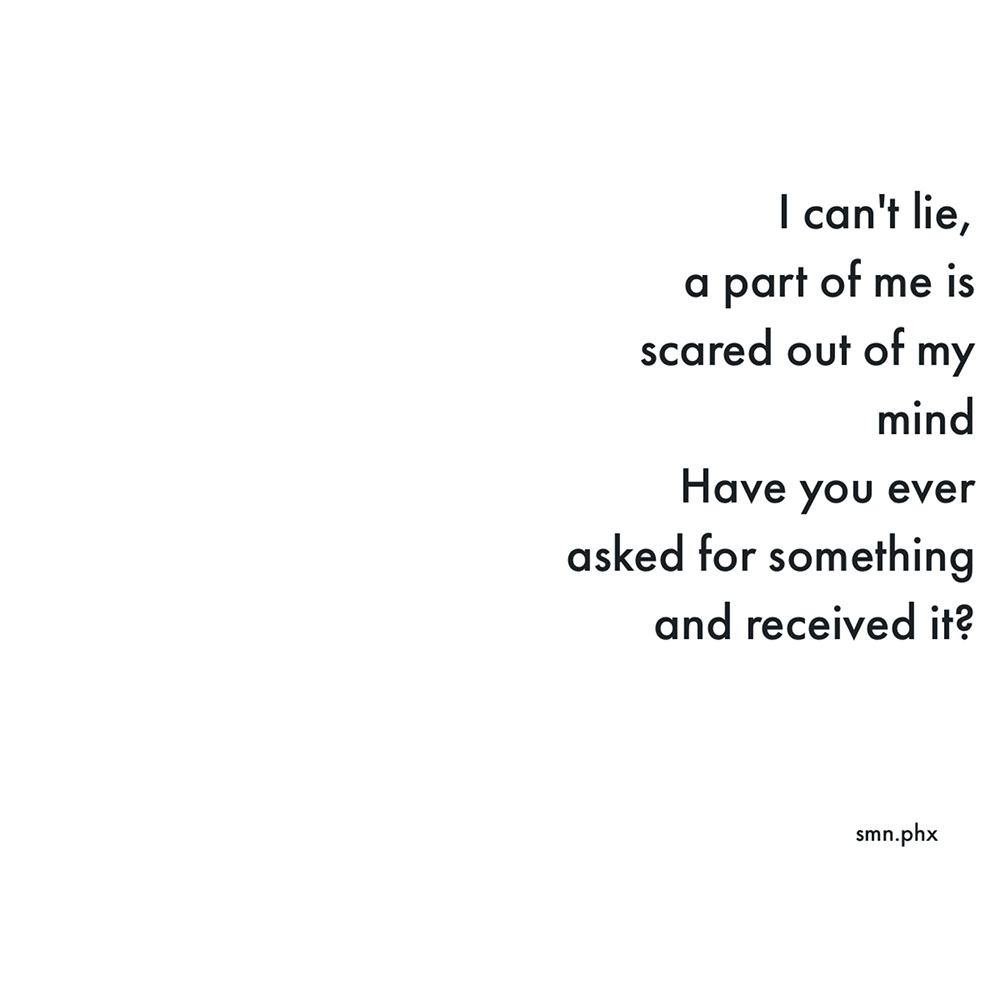 I can't lie,
a part of me is
scared out of my
mind
Have you ever
asked for something
and received it?
smn.phx